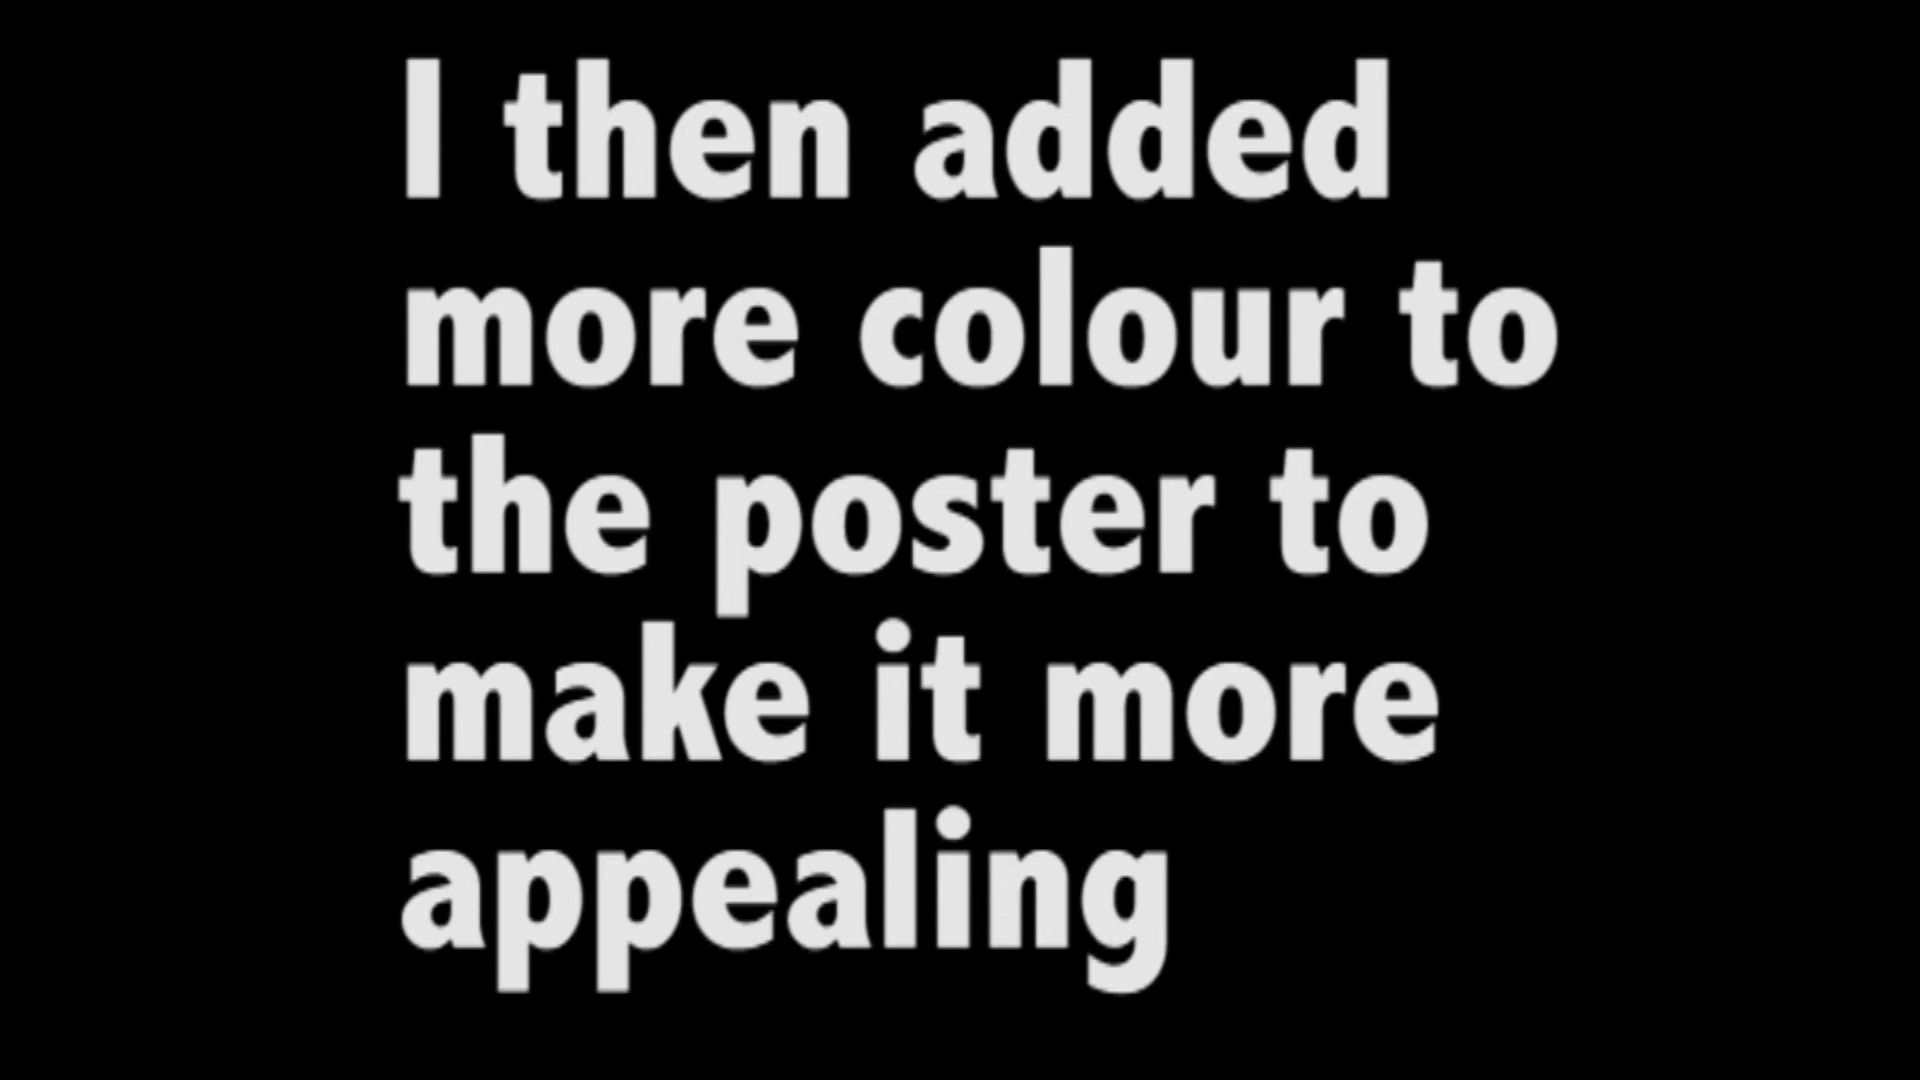 I then added
more colour to
the poster to
make it more
appealing